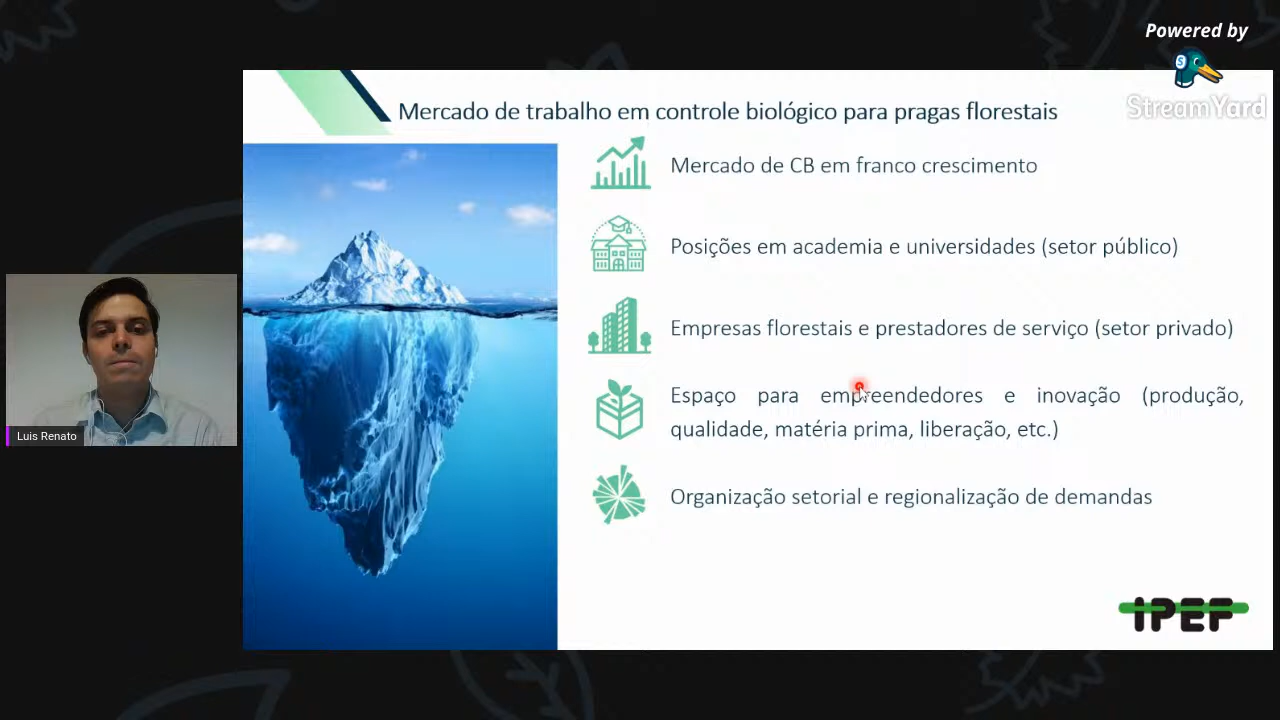 Powered by
StreamYard
Mercado de trabalho em controle biológico para pragas florestais
Mercado de CB em franco crescimento
Posições em academia e universidades (setor público)
Empresas florestais e prestadores de serviço (setor privado)
Espaço para empreendedores e inovação (produção,
qualidade, matéria prima, liberação, etc.)
Organização setorial e regionalização de demandas
Luis Renato
IPEF